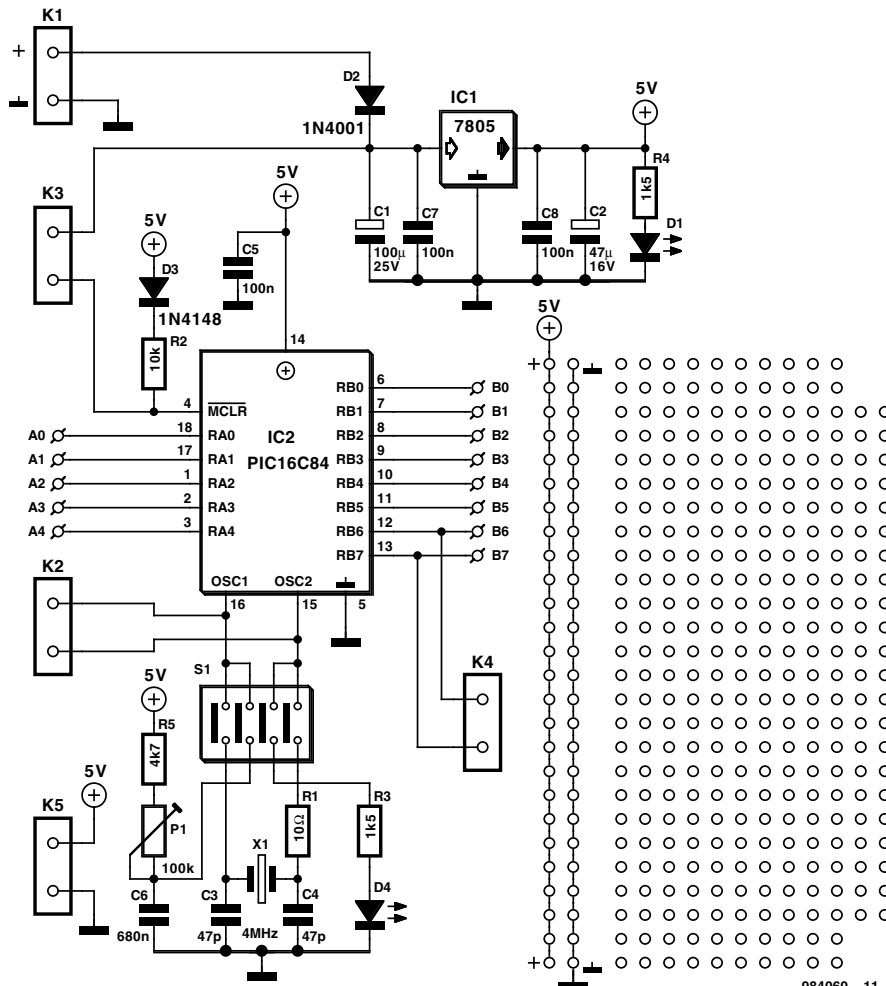 K1
+
D2
1N4001
IC1
7805
5V
R4
1k5
D1
K3
5V
C1
100µ
25V
C7
100n
C8
100n
C2
47µ
16V
5V
D3
1N4148
C5
100n
R2
10k
5V
14
+
4 MCLR
A0 18 RA0
A1 17 RA1
A2 1 RA2
A3 2 RA3
A4 3 RA4
IC2
PIC16C84
RB0 6 B0
RB1 7 B1
RB2 8 B2
RB3 9 B3
RB4 10 B4
RB5 11 B5
RB6 12 B6
RB7 13 B7
OSC1 OSC2
16 15 5
K2
S1
K4
5V
R5
4k7
P1
100k
K5
5V
R1
10Ω
R3
1k5
X1
4MHz
C6
680n
C3
47p
C4
47p
D4
+
984060 11